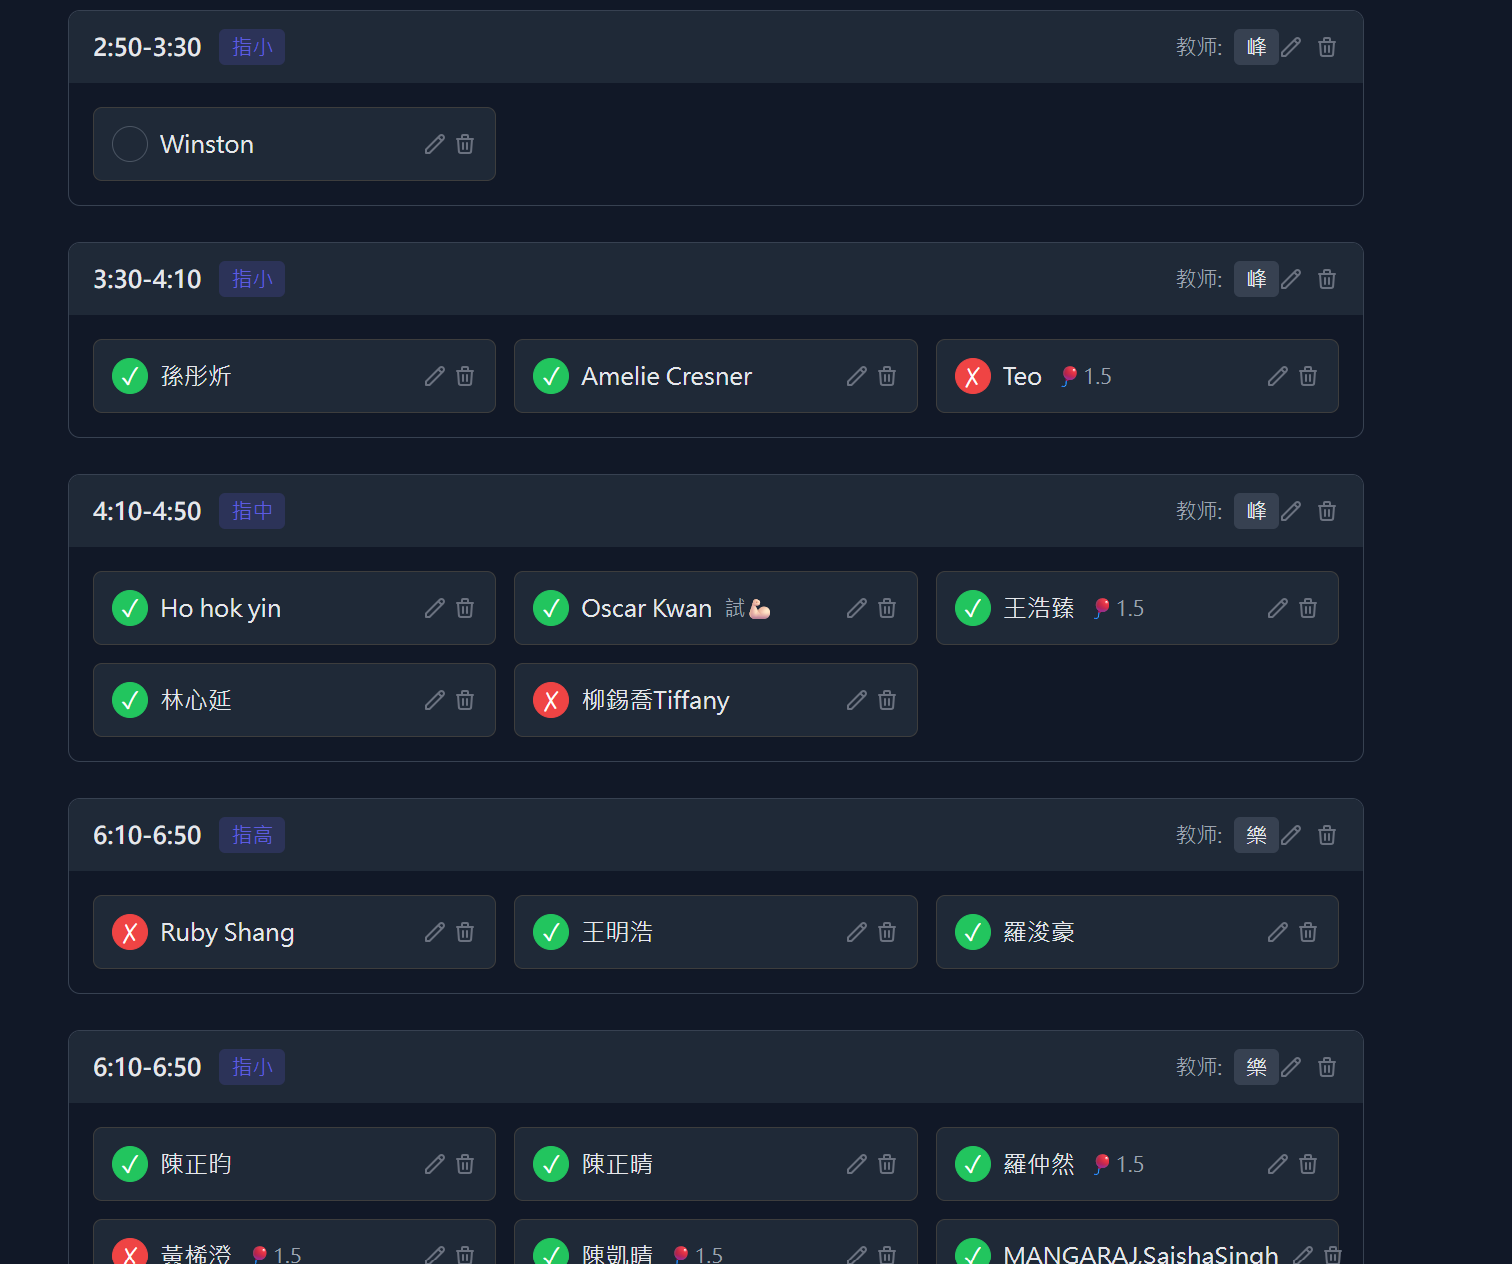 2:50-3:30 指小 教师: 峰
Winston
3:30-4:10 指小 教师: 峰
孫彤炘 Amelie Cresner Teo 🎈1.5
4:10-4:50 指中 教师: 峰
Ho hok yin Oscar Kwan 試💪🏻 王浩臻 🎈1.5
林心延 柳錫喬Tiffany
6:10-6:50 指高 教师: 樂
Ruby Shang 王明浩 羅浚豪
6:10-6:50 指小 教师: 樂
陳正昀 陳正晴 羅仲然 🎈1.5
黃桸澄 🎈1.5 陳凱晴 🎈1.5 MANGARAJ,SaishaSingh